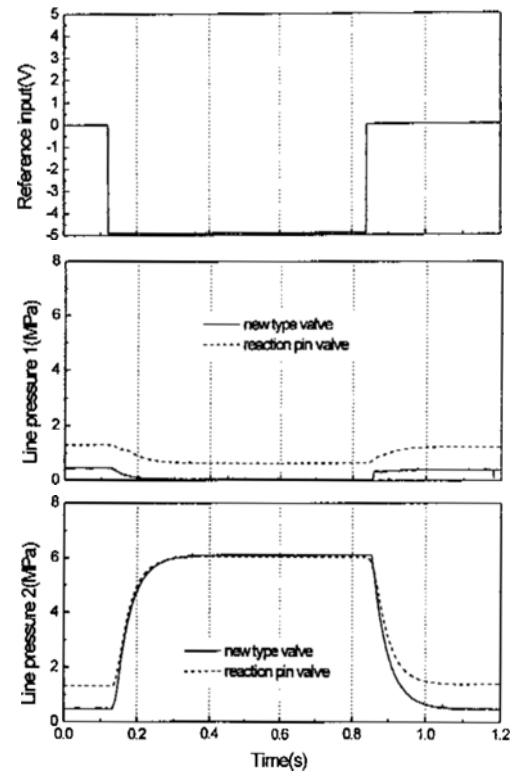 5
4
3
2
1
0
-1
-2
-3
-4
-5
Reference input(V)
8
6
4
2
0
Line pressure 1(MPa)
new type valve
reaction pin valve
8
6
4
2
0
Line pressure 2(MPa)
new type valve
reaction pin valve
0.0 0.2 0.4 0.6 0.8 1.0 1.2
Time(s)